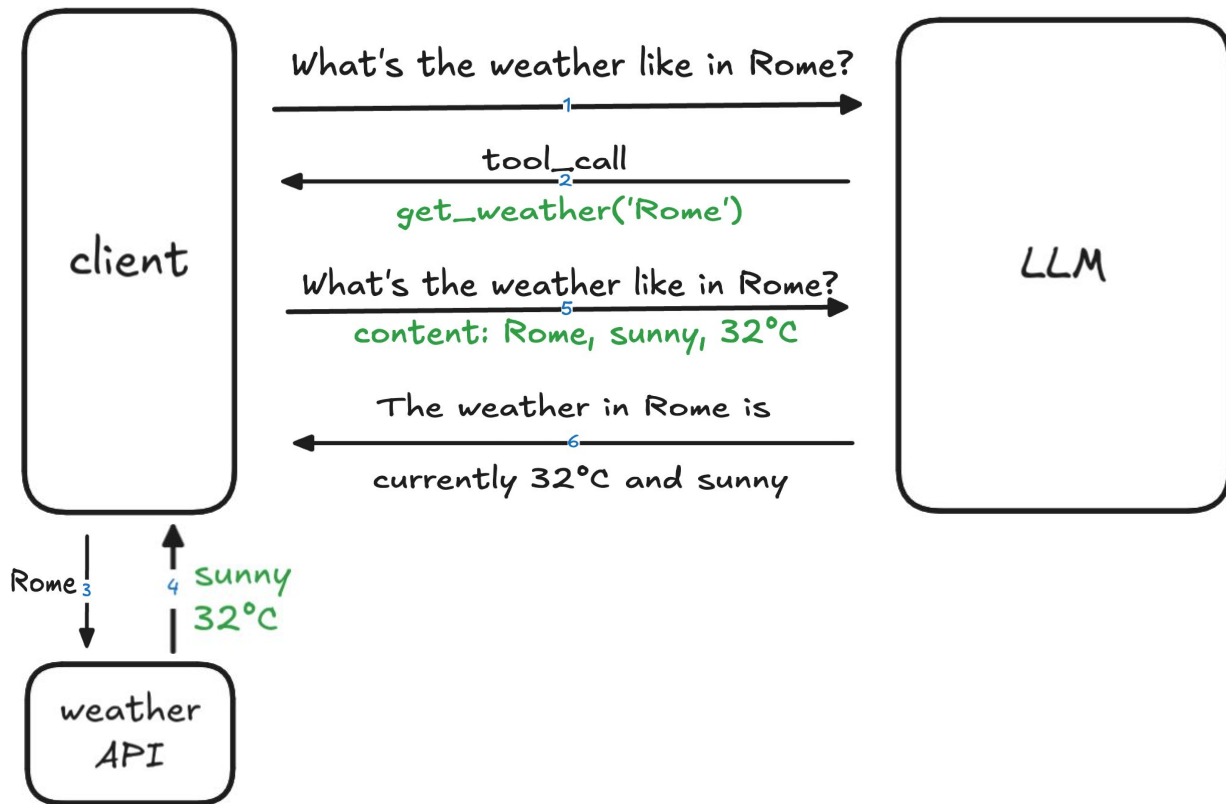 What's the weather like in Rome?
1
tool_call
2
get_weather('Rome')
client
LLM
What's the weather like in Rome?
5
content: Rome, sunny, 32°C
The weather in Rome is
6
currently 32°C and sunny
Rome 3
4 sunny
32°C
weather
API